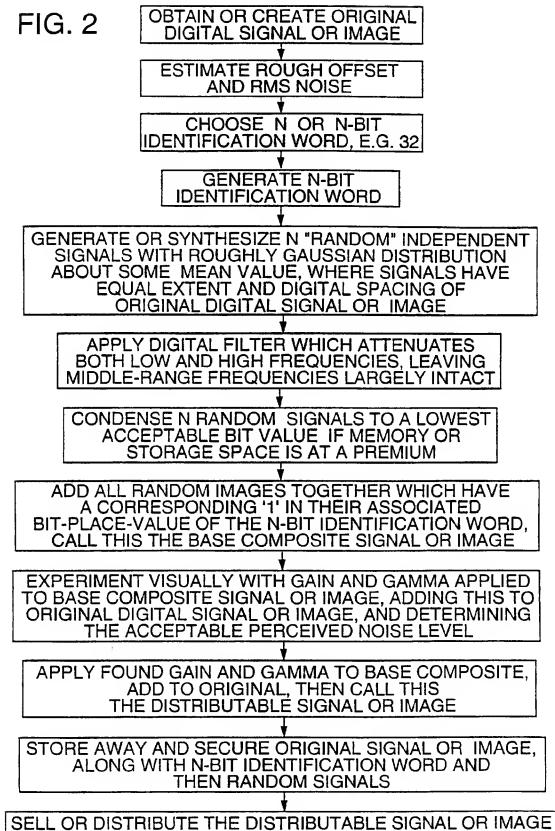 FIG. 2
OBTAIN OR CREATE ORIGINAL
DIGITAL SIGNAL OR IMAGE
ESTIMATE ROUGH OFFSET
AND RMS NOISE
CHOOSE N OR N-BIT
IDENTIFICATION WORD, E.G. 32
GENERATE N-BIT
IDENTIFICATION WORD
GENERATE OR SYNTHESIZE N "RANDOM" INDEPENDENT
SIGNALS WITH ROUGHLY GAUSSIAN DISTRIBUTION
ABOUT SOME MEAN VALUE, WHERE SIGNALS HAVE
EQUAL EXTENT AND DIGITAL SPACING OF
ORIGINAL DIGITAL SIGNAL OR IMAGE
APPLY DIGITAL FILTER WHICH ATTENUATES
BOTH LOW AND HIGH FREQUENCIES, LEAVING
MIDDLE-RANGE FREQUENCIES LARGELY INTACT
CONDENSE N RANDOM SIGNALS TO A LOWEST
ACCEPTABLE BIT VALUE IF MEMORY OR
STORAGE SPACE IS AT A PREMIUM
ADD ALL RANDOM IMAGES TOGETHER WHICH HAVE
A CORRESPONDING '1' IN THEIR ASSOCIATED
BIT-PLACE-VALUE OF THE N-BIT IDENTIFICATION WORD,
CALL THIS THE BASE COMPOSITE SIGNAL OR IMAGE
EXPERIMENT VISUALLY WITH GAIN AND GAMMA APPLIED
TO BASE COMPOSITE SIGNAL OR IMAGE, ADDING THIS TO
ORIGINAL DIGITAL SIGNAL OR IMAGE, AND DETERMINING
THE ACCEPTABLE PERCEIVED NOISE LEVEL
APPLY FOUND GAIN AND GAMMA TO BASE COMPOSITE,
ADD TO ORIGINAL, THEN CALL THIS
THE DISTRIBUTABLE SIGNAL OR IMAGE
STORE AWAY AND SECURE ORIGINAL SIGNAL OR IMAGE,
ALONG WITH N-BIT IDENTIFICATION WORD AND
THEN RANDOM SIGNALS
SELL OR DISTRIBUTE THE DISTRIBUTABLE SIGNAL OR IMAGE